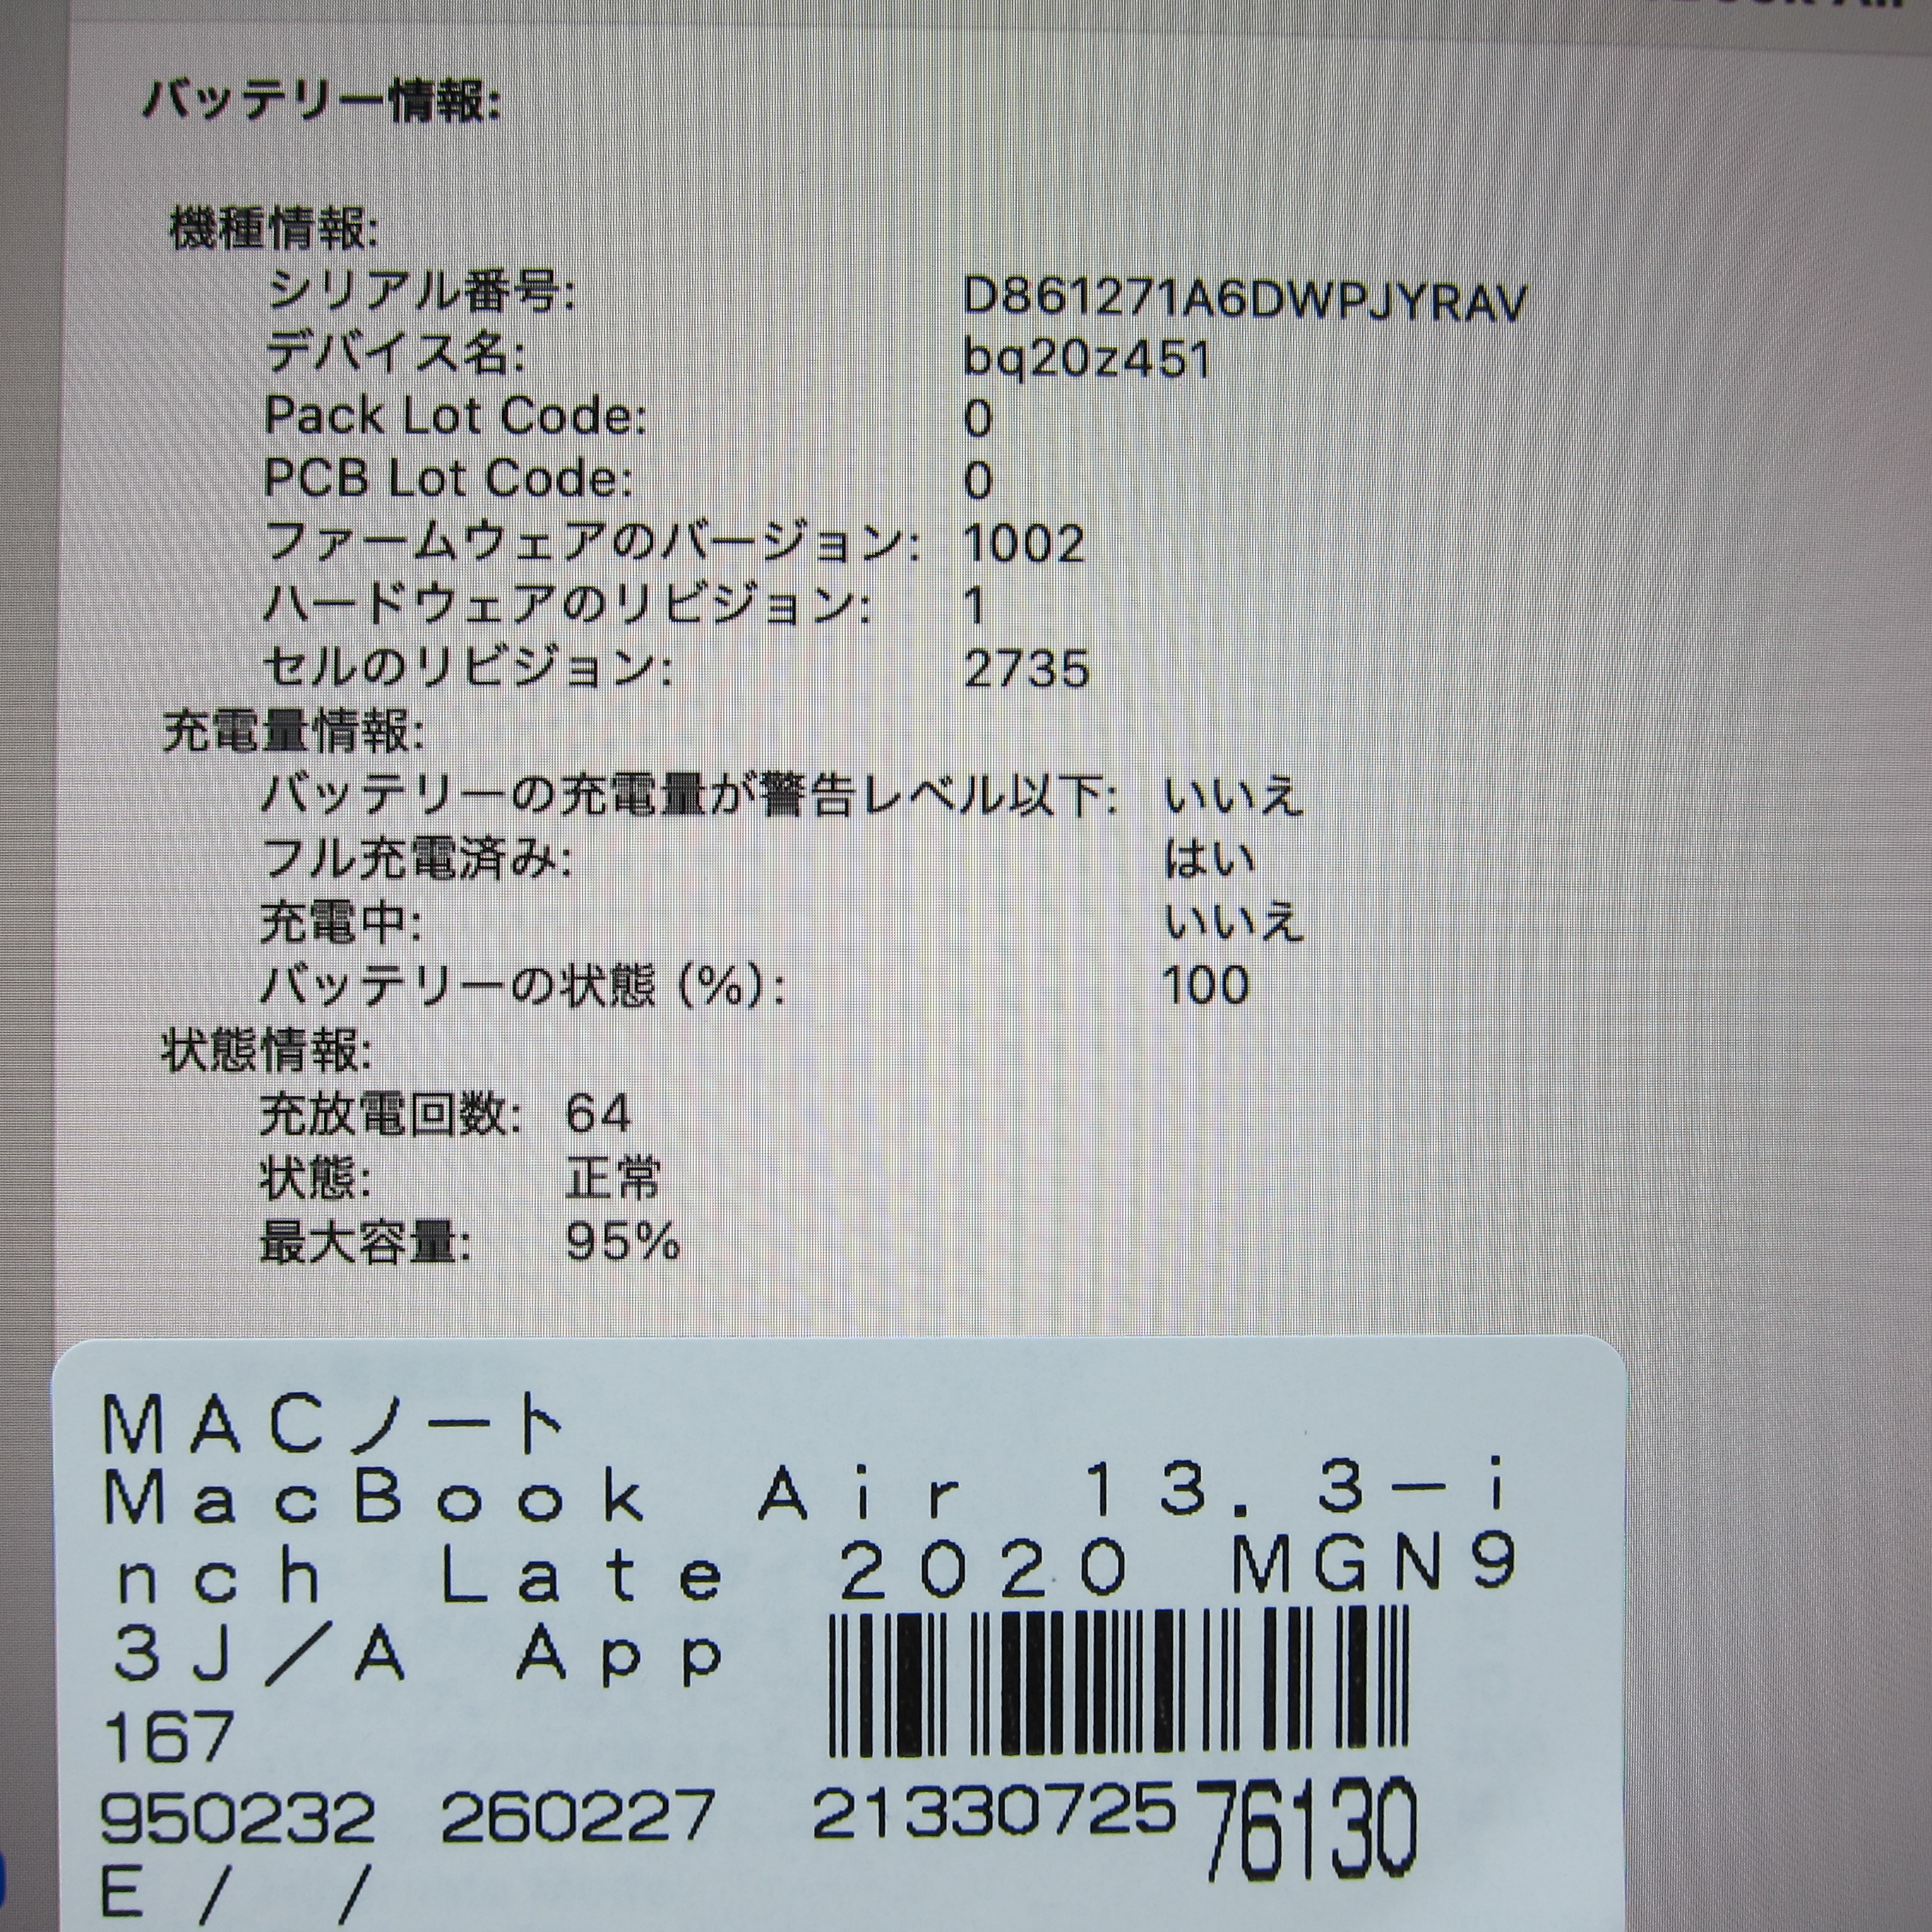 バッテリー情報:
機種情報:
シリアル番号: D861271A6DWPJYRAV
デバイス名: bq20z451
Pack Lot Code: 0
PCB Lot Code: 0
ファームウェアのバージョン: 1002
ハードウェアのリビジョン: 1
セルのリビジョン: 2735
充電量情報:
バッテリーの充電量が警告レベル以下: いいえ
フル充電済み: はい
充電中: いいえ
バッテリーの状態 (%): 100
状態情報:
充放電回数: 64
状態: 正常
最大容量: 95%
MACノート
MacBook Air 13.3-i
nch Late 2020 MGN9
3J/A App
167
950232 260227 2133072576130
E / /